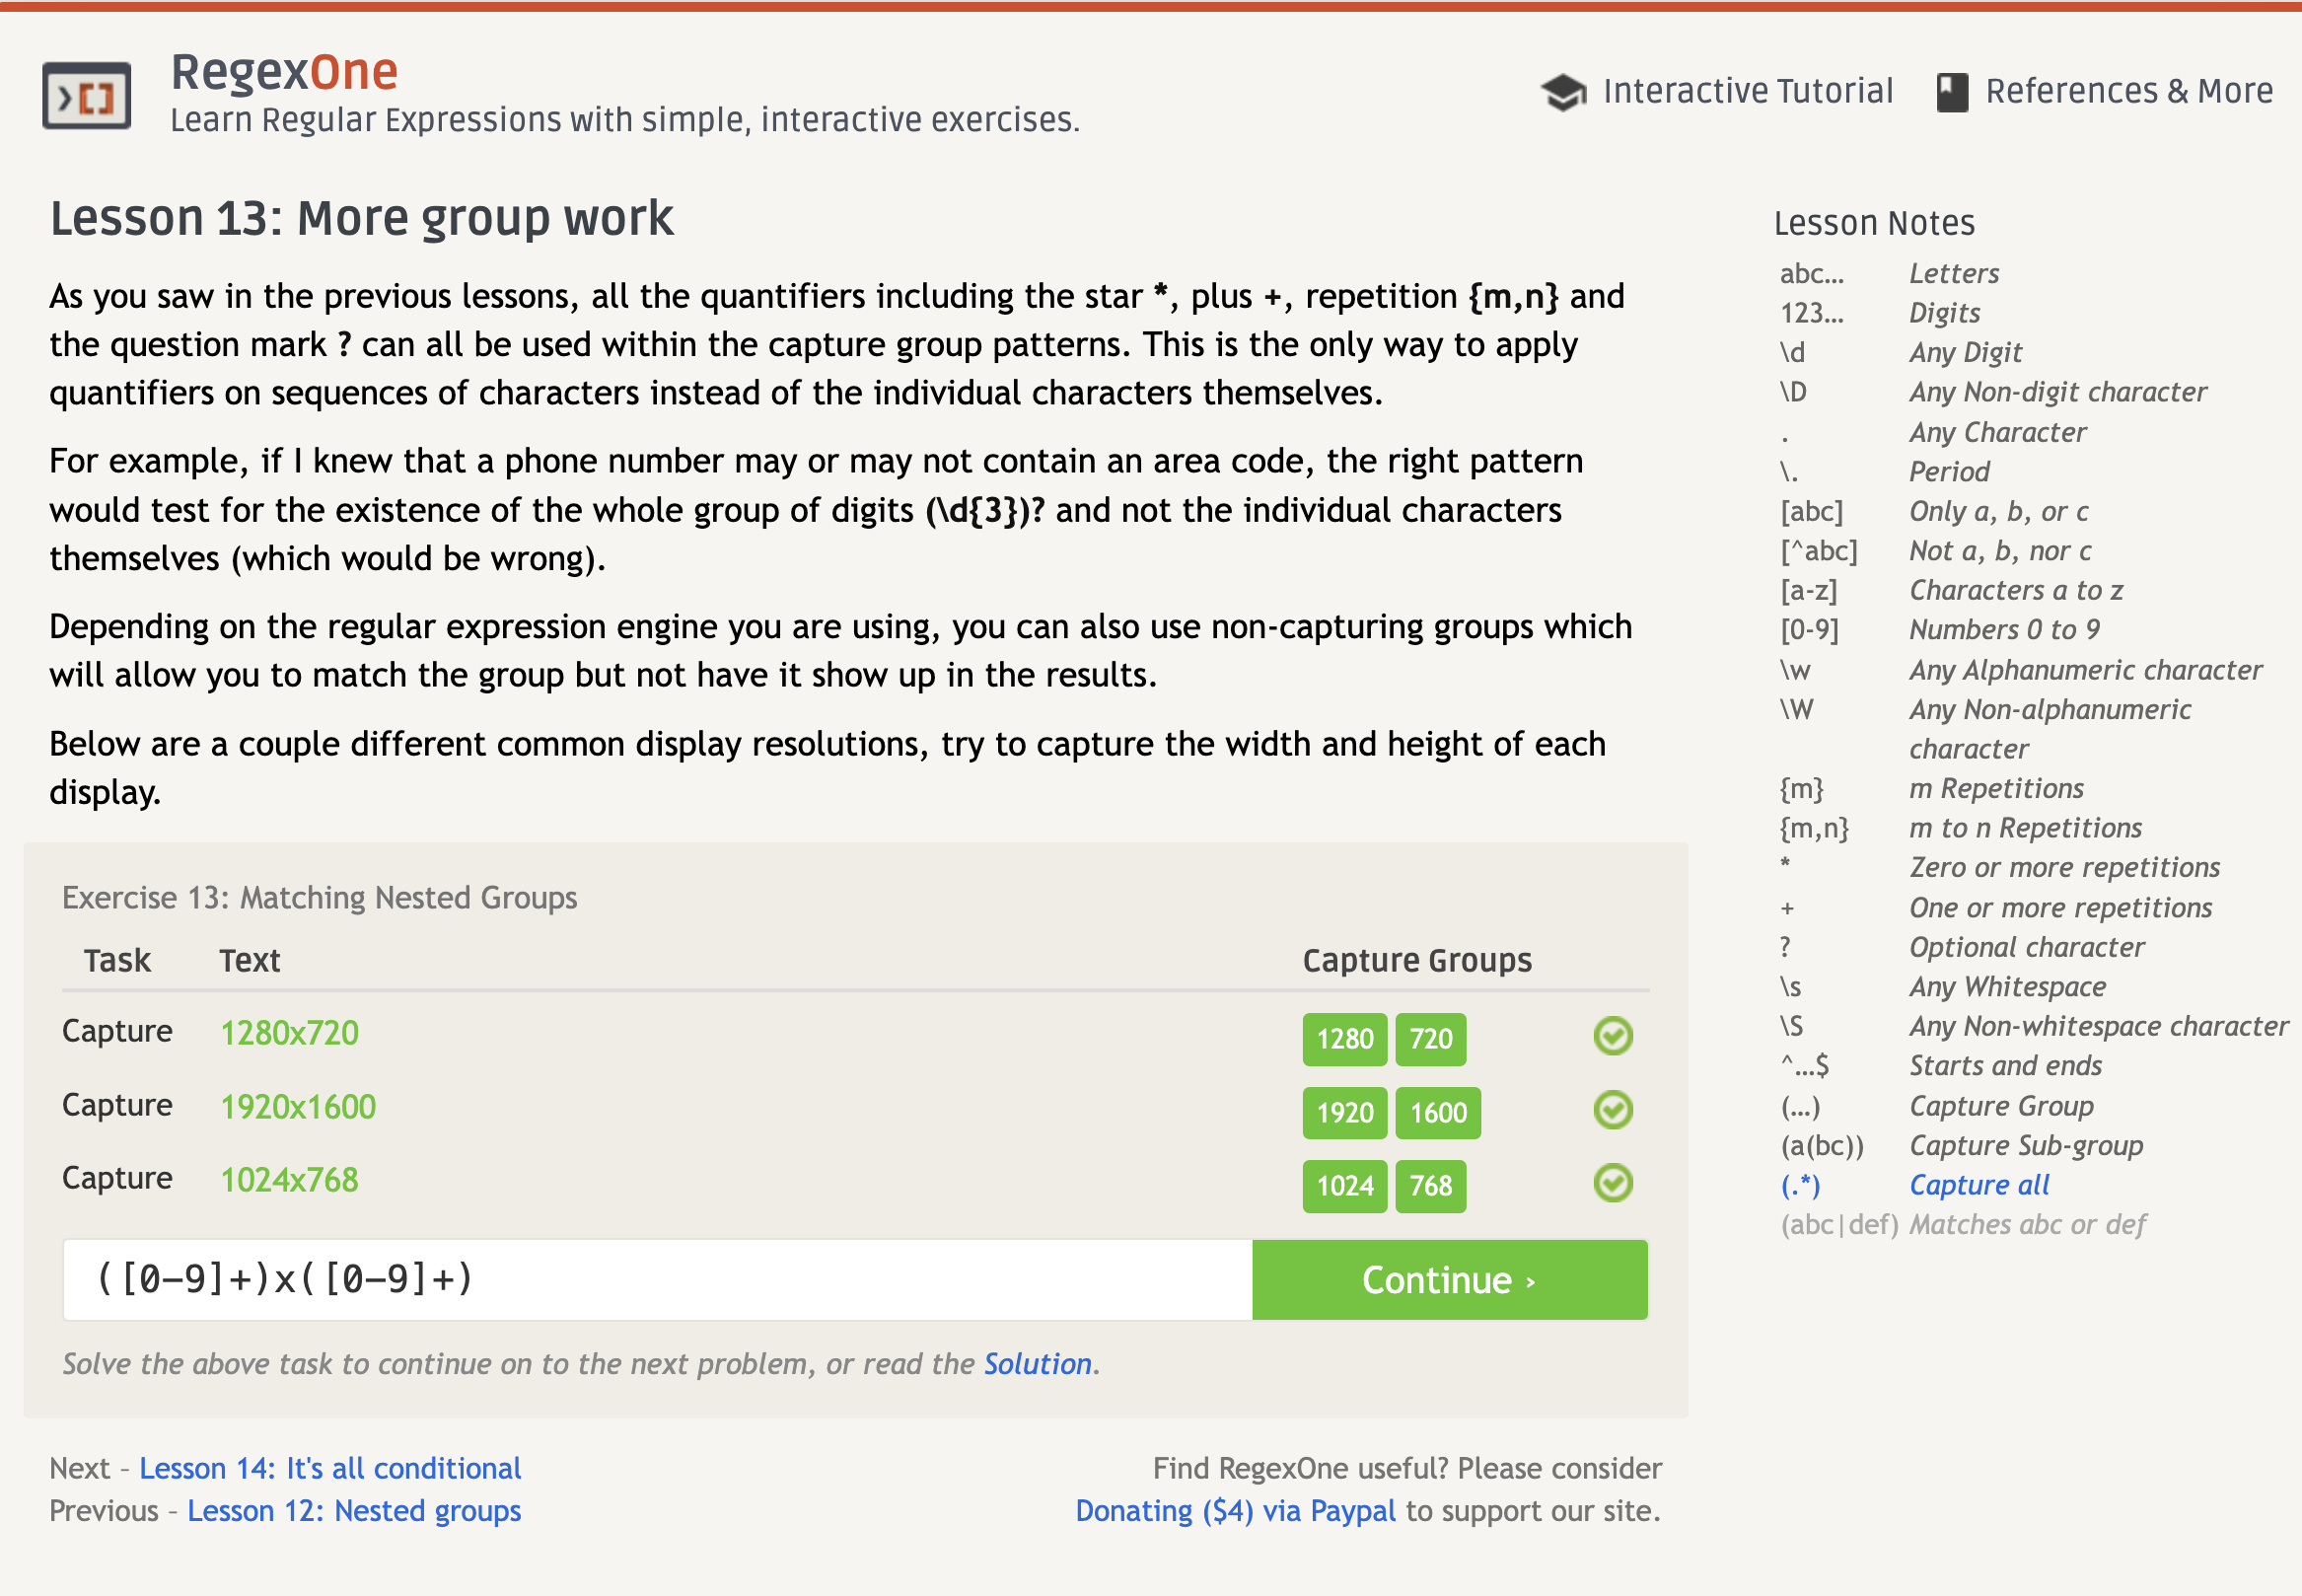 RegexOne
Learn Regular Expressions with simple, interactive exercises.
Interactive Tutorial
References & More
Lesson 13: More group work
As you saw in the previous lessons, all the quantifiers including the star *, plus +, repetition {m,n} and
the question mark ? can all be used within the capture group patterns. This is the only way to apply
quantifiers on sequences of characters instead of the individual characters themselves.
For example, if I knew that a phone number may or may not contain an area code, the right pattern
would test for the existence of the whole group of digits (\d{3})? and not the individual characters
themselves (which would be wrong).
Depending on the regular expression engine you are using, you can also use non-capturing groups which
will allow you to match the group but not have it show up in the results.
Below are a couple different common display resolutions, try to capture the width and height of each
display.
Exercise 13: Matching Nested Groups
Task Text Capture Groups
Capture 1280x720 1280 720
Capture 1920x1600 1920 1600
Capture 1024x768 1024 768
([0-9]+)x([0-9]+)
Continue ›
Solve the above task to continue on to the next problem, or read the Solution.
Next – Lesson 14: It's all conditional
Previous – Lesson 12: Nested groups
Find RegexOne useful? Please consider
Donating ($4) via Paypal to support our site.
Lesson Notes
abc… Letters
123… Digits
\d Any Digit
\D Any Non-digit character
. Any Character
\. Period
[abc] Only a, b, or c
[^abc] Not a, b, nor c
[a-z] Characters a to z
[0-9] Numbers 0 to 9
\w Any Alphanumeric character
\W Any Non-alphanumeric
character
{m} m Repetitions
{m,n} m to n Repetitions
* Zero or more repetitions
+ One or more repetitions
? Optional character
\s Any Whitespace
\S Any Non-whitespace character
^…$ Starts and ends
(…) Capture Group
(a(bc)) Capture Sub-group
(.*) Capture all
(abc|def) Matches abc or def